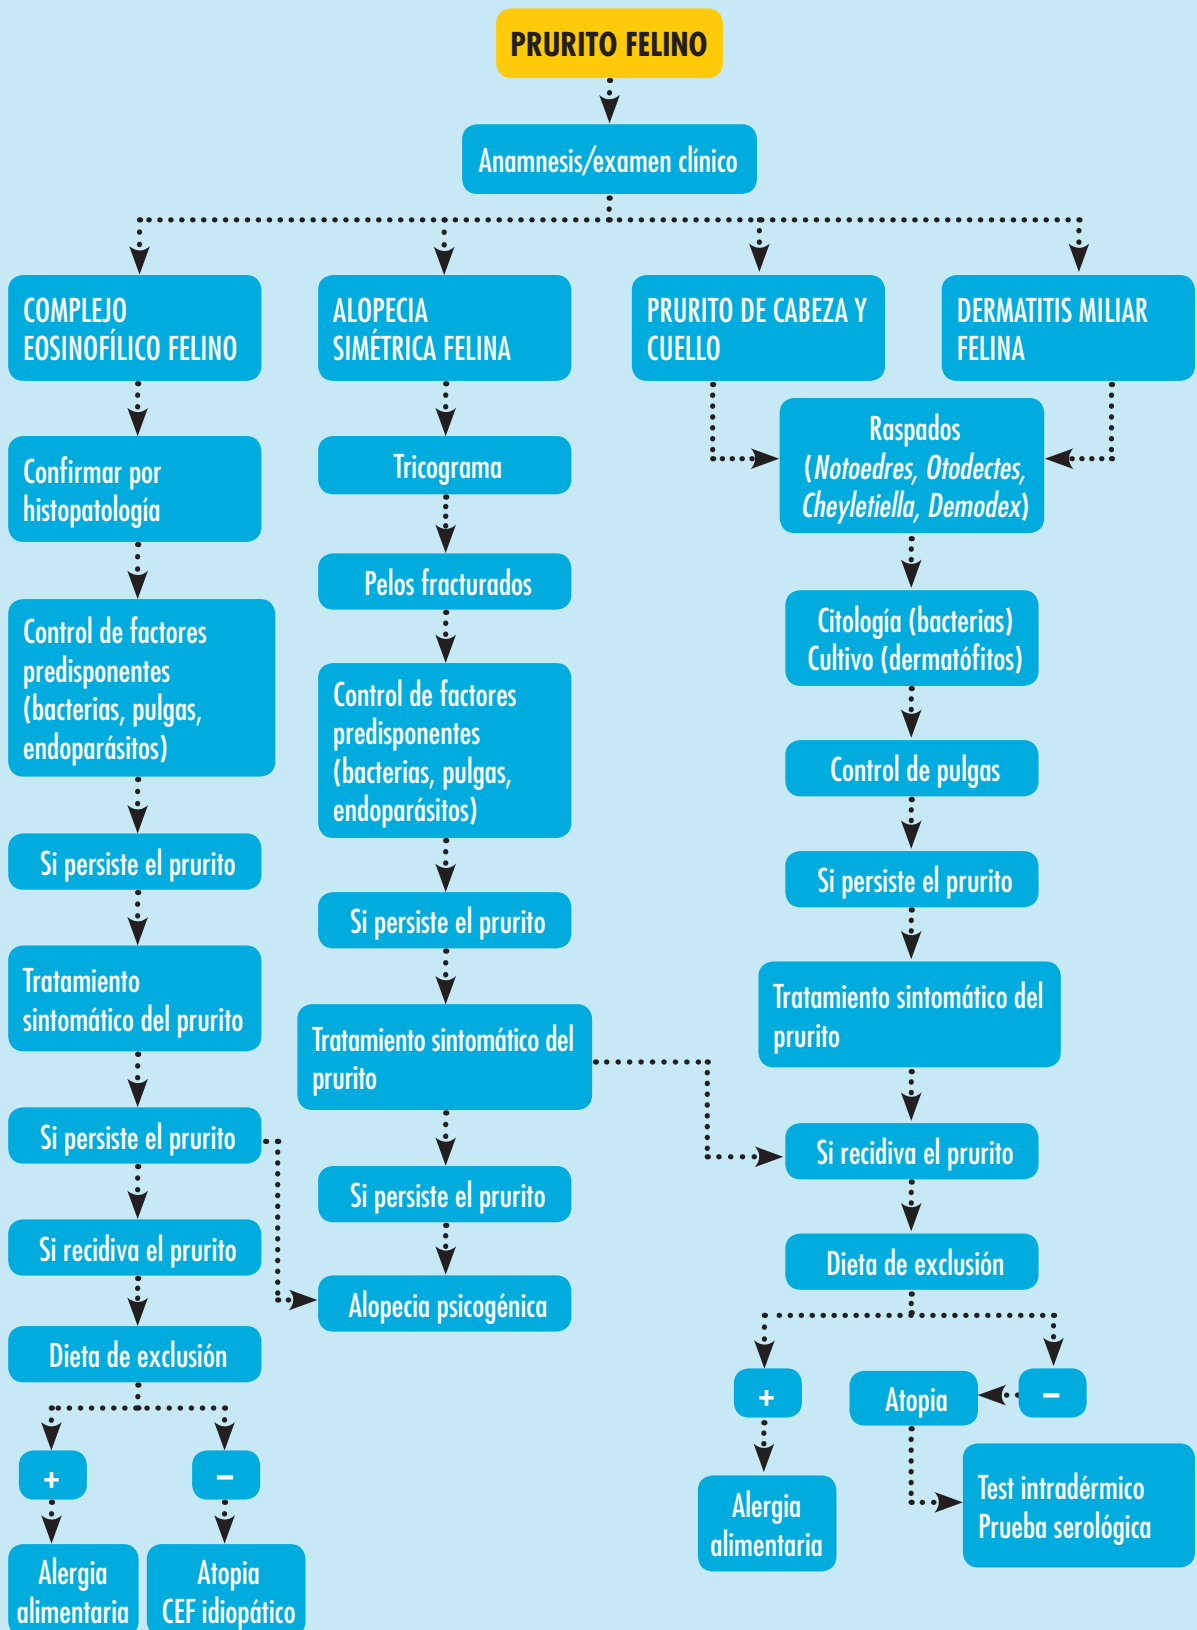 PRURITO FELINO
Anamnesis/examen clínico
COMPLEJO
EOSINOFÍLICO FELINO
Confirmar por
histopatología
Control de factores
predisponentes
(bacterias, pulgas,
endoparásitos)
Si persiste el prurito
Tratamiento
sintomático del prurito
Si persiste el prurito
Si recidiva el prurito
Dieta de exclusión
+
Alergia
alimentaria
–
Atopia
CEF idiopático
ALOPECIA
SIMÉTRICA FELINA
Tricograma
Pelos fracturados
Control de factores
predisponentes
(bacterias, pulgas,
endoparásitos)
Si persiste el prurito
Tratamiento sintomático del
prurito
Si persiste el prurito
Alopecia psicogénica
PRURITO DE CABEZA Y
CUELLO
DERMATITIS MILIAR
FELINA
Raspados
(Notoedres, Otodectes,
Cheyletiella, Demodex)
Citología (bacterias)
Cultivo (dermatófitos)
Control de pulgas
Si persiste el prurito
Tratamiento sintomático del
prurito
Si recidiva el prurito
Dieta de exclusión
+
Alergia
alimentaria
–
Atopia
Test intradérmico
Prueba serológica